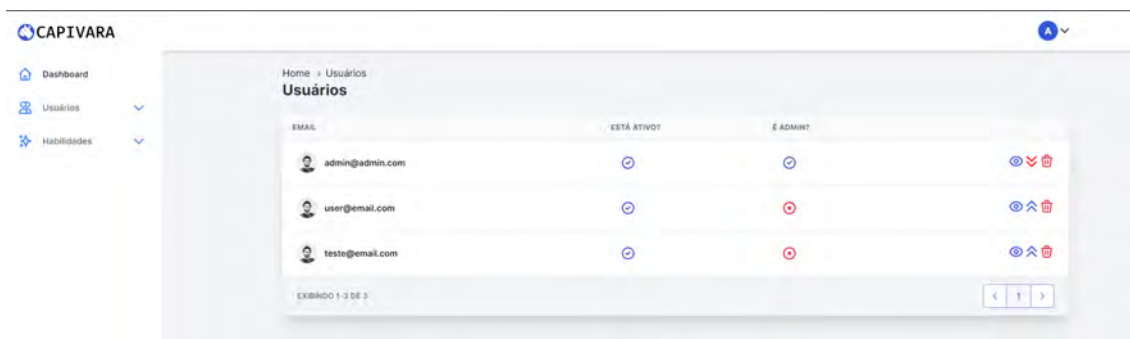 CAPIVARA
A
Dashboard
Usuários
Habilidades
Home > Usuários
Usuários
EMAIL ESTÁ ATIVO? É ADMIN?
admin@admin.com
user@email.com
teste@email.com
EXIBINDO 1-3 DE 3
< 1 >